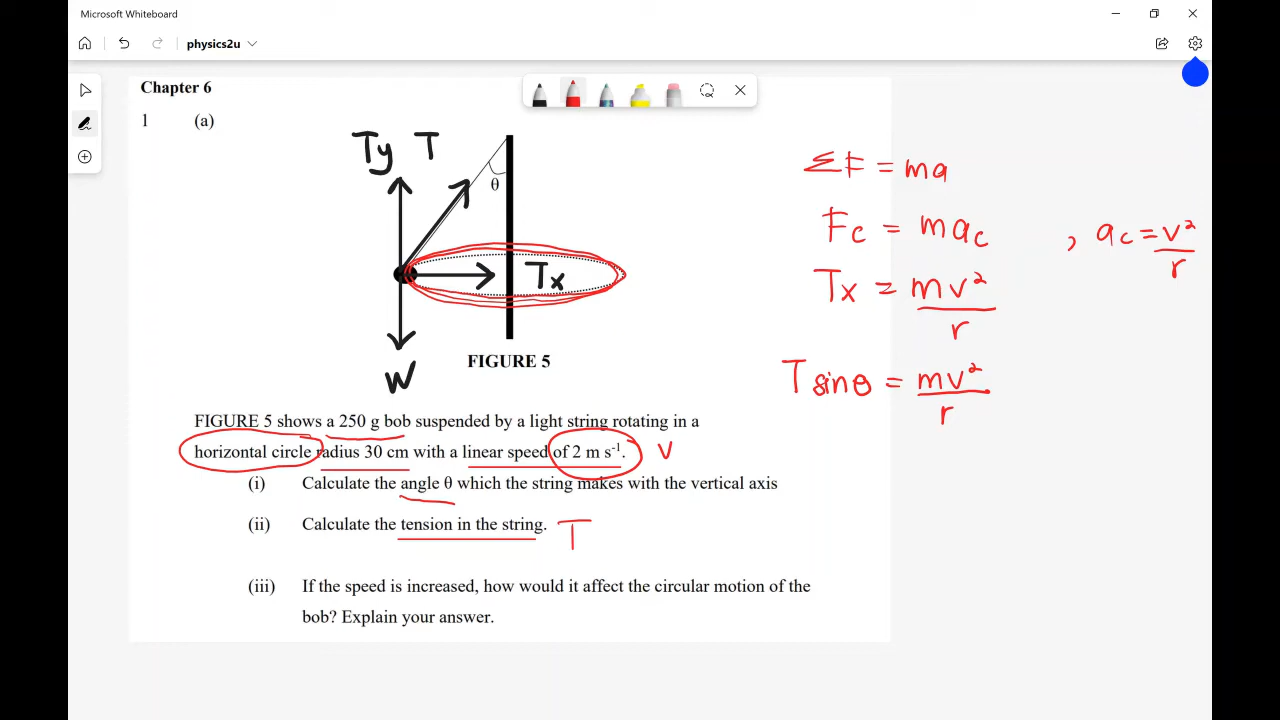 Microsoft Whiteboard
physics2u
Chapter 6
1 (a)
Ty T
θ
Tx
W
FIGURE 5
ΣF = ma
Fc = mac , ac = v²/r
Tx = mv²/r
T sinθ = mv²/r
FIGURE 5 shows a 250 g bob suspended by a light string rotating in a
horizontal circle radius 30 cm with a linear speed of 2 m s⁻¹. v
(i) Calculate the angle θ which the string makes with the vertical axis
(ii) Calculate the tension in the string. T
(iii) If the speed is increased, how would it affect the circular motion of the
bob? Explain your answer.